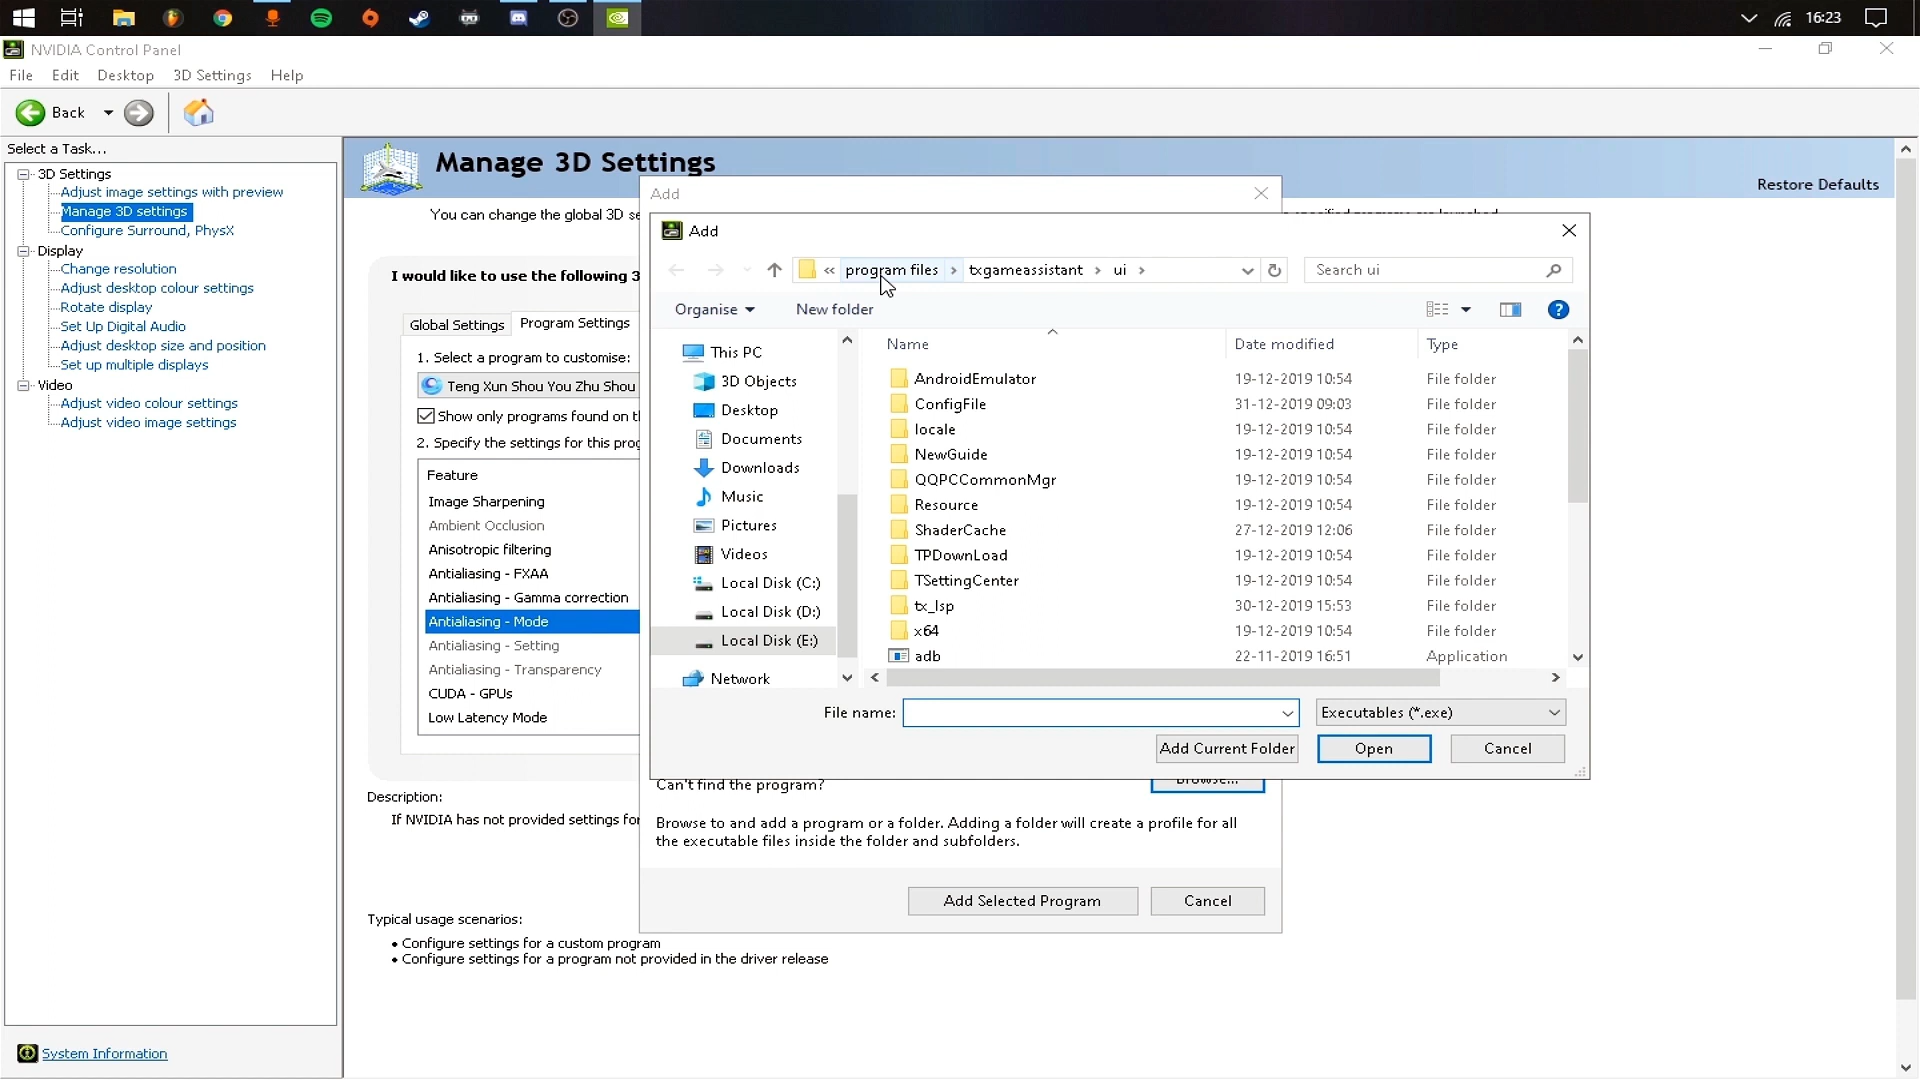 16:23
NVIDIA Control Panel
File Edit Desktop 3D Settings Help
Back
Select a Task...
3D Settings
Adjust image settings with preview
Manage 3D settings
Configure Surround, PhysX
Display
Change resolution
Adjust desktop colour settings
Rotate display
Set Up Digital Audio
Adjust desktop size and position
Set up multiple displays
Video
Adjust video colour settings
Adjust video image settings
System Information
Manage 3D Settings
Restore Defaults
You can change the global 3D se
I would like to use the following 3
Global Settings Program Settings
1. Select a program to customise:
Teng Xun Shou You Zhu Shou
Show only programs found on t
2. Specify the settings for this prog
Feature
Image Sharpening
Ambient Occlusion
Anisotropic filtering
Antialiasing - FXAA
Antialiasing - Gamma correction
Antialiasing - Mode
Antialiasing - Setting
Antialiasing - Transparency
CUDA - GPUs
Low Latency Mode
Description:
If NVIDIA has not provided settings for
Typical usage scenarios:
• Configure settings for a custom program
• Configure settings for a program not provided in the driver release
Add
Add
« program files › txgameassistant › ui ›
Search ui
Organise New folder
This PC
3D Objects
Desktop
Documents
Downloads
Music
Pictures
Videos
Local Disk (C:)
Local Disk (D:)
Local Disk (E:)
Network
Name Date modified Type
AndroidEmulator 19-12-2019 10:54 File folder
ConfigFile 31-12-2019 09:03 File folder
locale 19-12-2019 10:54 File folder
NewGuide 19-12-2019 10:54 File folder
QQPCCommonMgr 19-12-2019 10:54 File folder
Resource 19-12-2019 10:54 File folder
ShaderCache 27-12-2019 12:06 File folder
TPDownLoad 19-12-2019 10:54 File folder
TSettingCenter 19-12-2019 10:54 File folder
tx_lsp 30-12-2019 15:53 File folder
x64 19-12-2019 10:54 File folder
adb 22-11-2019 16:51 Application
File name: Executables (*.exe)
Add Current Folder Open Cancel
Can't find the program? Browse...
Browse to and add a program or a folder. Adding a folder will create a profile for all
the executable files inside the folder and subfolders.
Add Selected Program Cancel